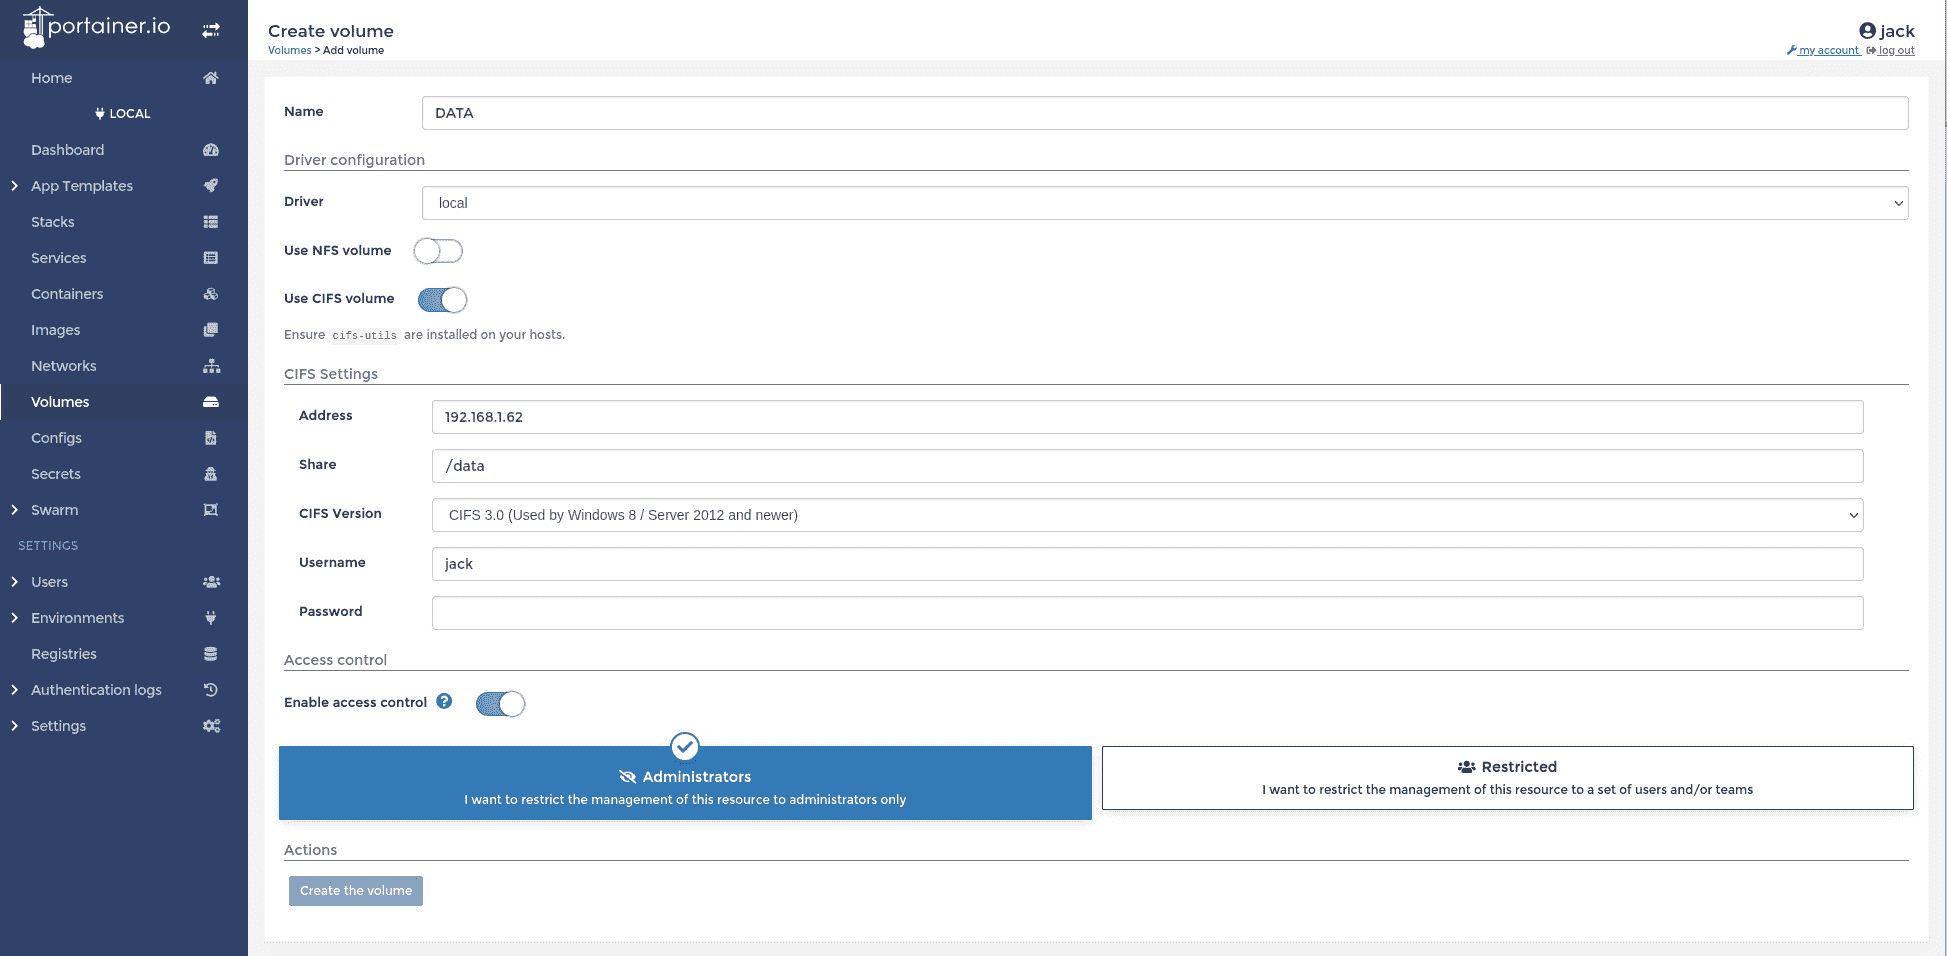 portainer.io
Home
LOCAL
Dashboard
App Templates
Stacks
Services
Containers
Images
Networks
Volumes
Configs
Secrets
Swarm
SETTINGS
Users
Environments
Registries
Authentication logs
Settings
Create volume
Volumes > Add volume
jack
my account log out
Name DATA
Driver configuration
Driver local
Use NFS volume
Use CIFS volume
Ensure cifs-utils are installed on your hosts.
CIFS Settings
Address 192.168.1.62
Share /data
CIFS Version CIFS 3.0 (Used by Windows 8 / Server 2012 and newer)
Username jack
Password
Access control
Enable access control ?
Administrators
I want to restrict the management of this resource to administrators only
Restricted
I want to restrict the management of this resource to a set of users and/or teams
Actions
Create the volume